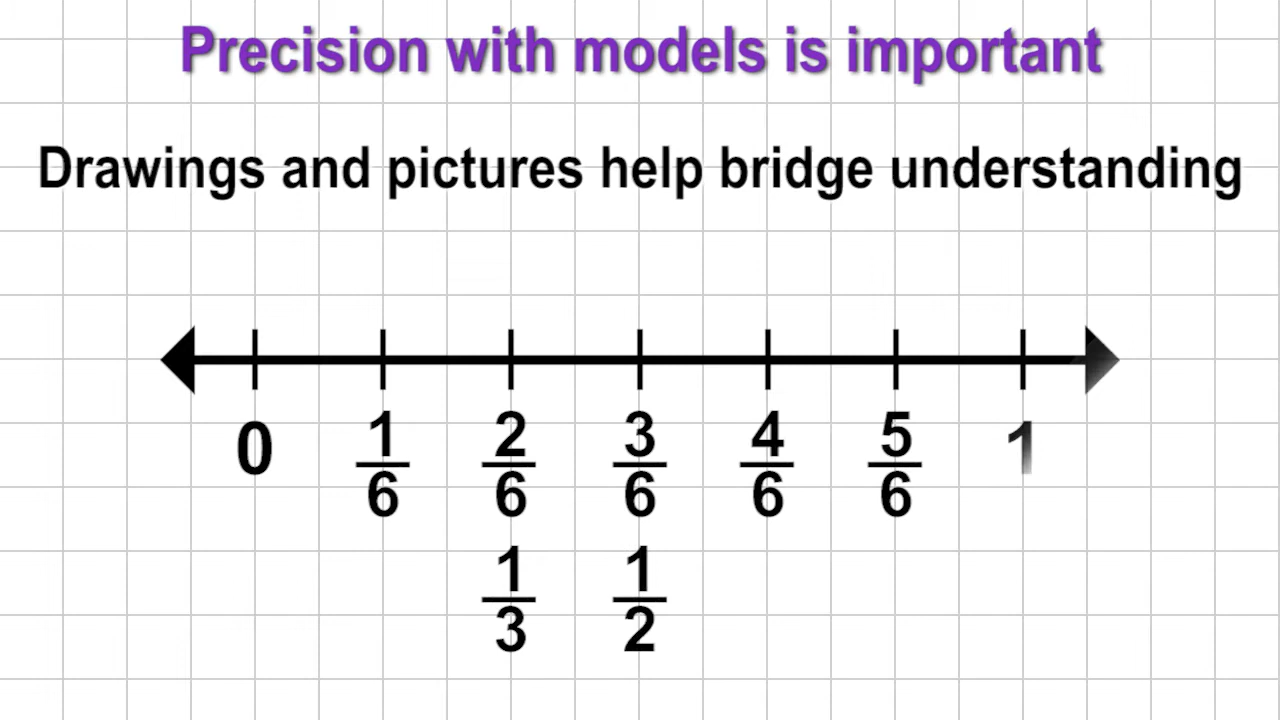 Precision with models is important
Drawings and pictures help bridge understanding
0 1/6 2/6 3/6 4/6 5/6 1
1/3 1/2